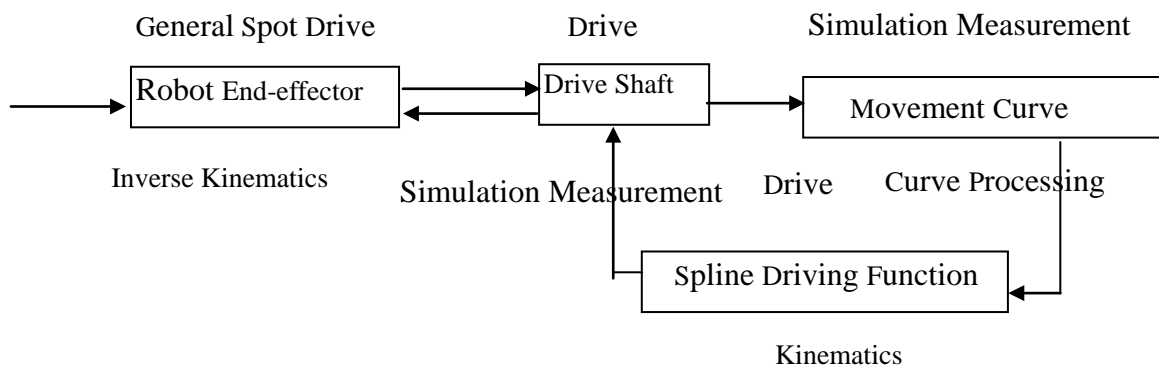 General Spot Drive
Drive
Simulation Measurement
Robot End-effector
Drive Shaft
Movement Curve
Inverse Kinematics
Simulation Measurement
Drive
Curve Processing
Spline Driving Function
Kinematics